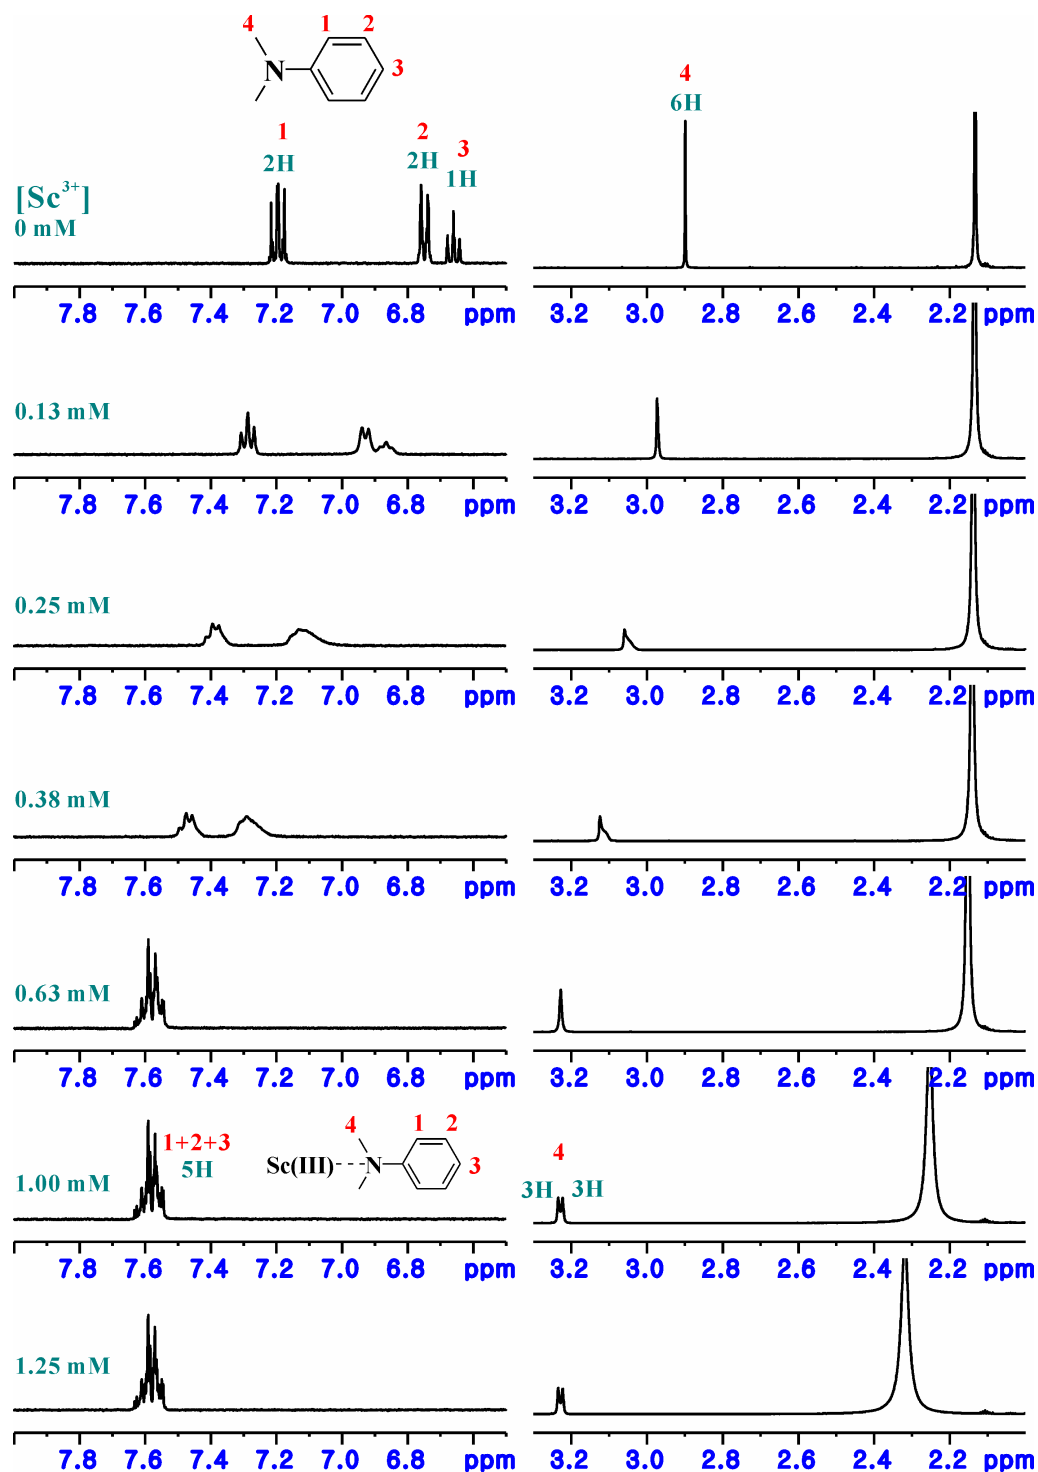 4 1 2
N 3
4
6H
1 2 3
2H 2H 1H
[Sc³⁺]
0 mM
7.8 7.6 7.4 7.2 7.0 6.8 ppm 3.2 3.0 2.8 2.6 2.4 2.2 ppm
0.13 mM
7.8 7.6 7.4 7.2 7.0 6.8 ppm 3.2 3.0 2.8 2.6 2.4 2.2 ppm
0.25 mM
7.8 7.6 7.4 7.2 7.0 6.8 ppm 3.2 3.0 2.8 2.6 2.4 2.2 ppm
0.38 mM
7.8 7.6 7.4 7.2 7.0 6.8 ppm 3.2 3.0 2.8 2.6 2.4 2.2 ppm
0.63 mM
7.8 7.6 7.4 7.2 7.0 6.8 ppm 3.2 3.0 2.8 2.6 2.4 2.2 ppm
4 1 2
1+2+3
5H
Sc(III)---N 3
4
3H 3H
1.00 mM
7.8 7.6 7.4 7.2 7.0 6.8 ppm 3.2 3.0 2.8 2.6 2.4 2.2 ppm
1.25 mM
7.8 7.6 7.4 7.2 7.0 6.8 ppm 3.2 3.0 2.8 2.6 2.4 2.2 ppm